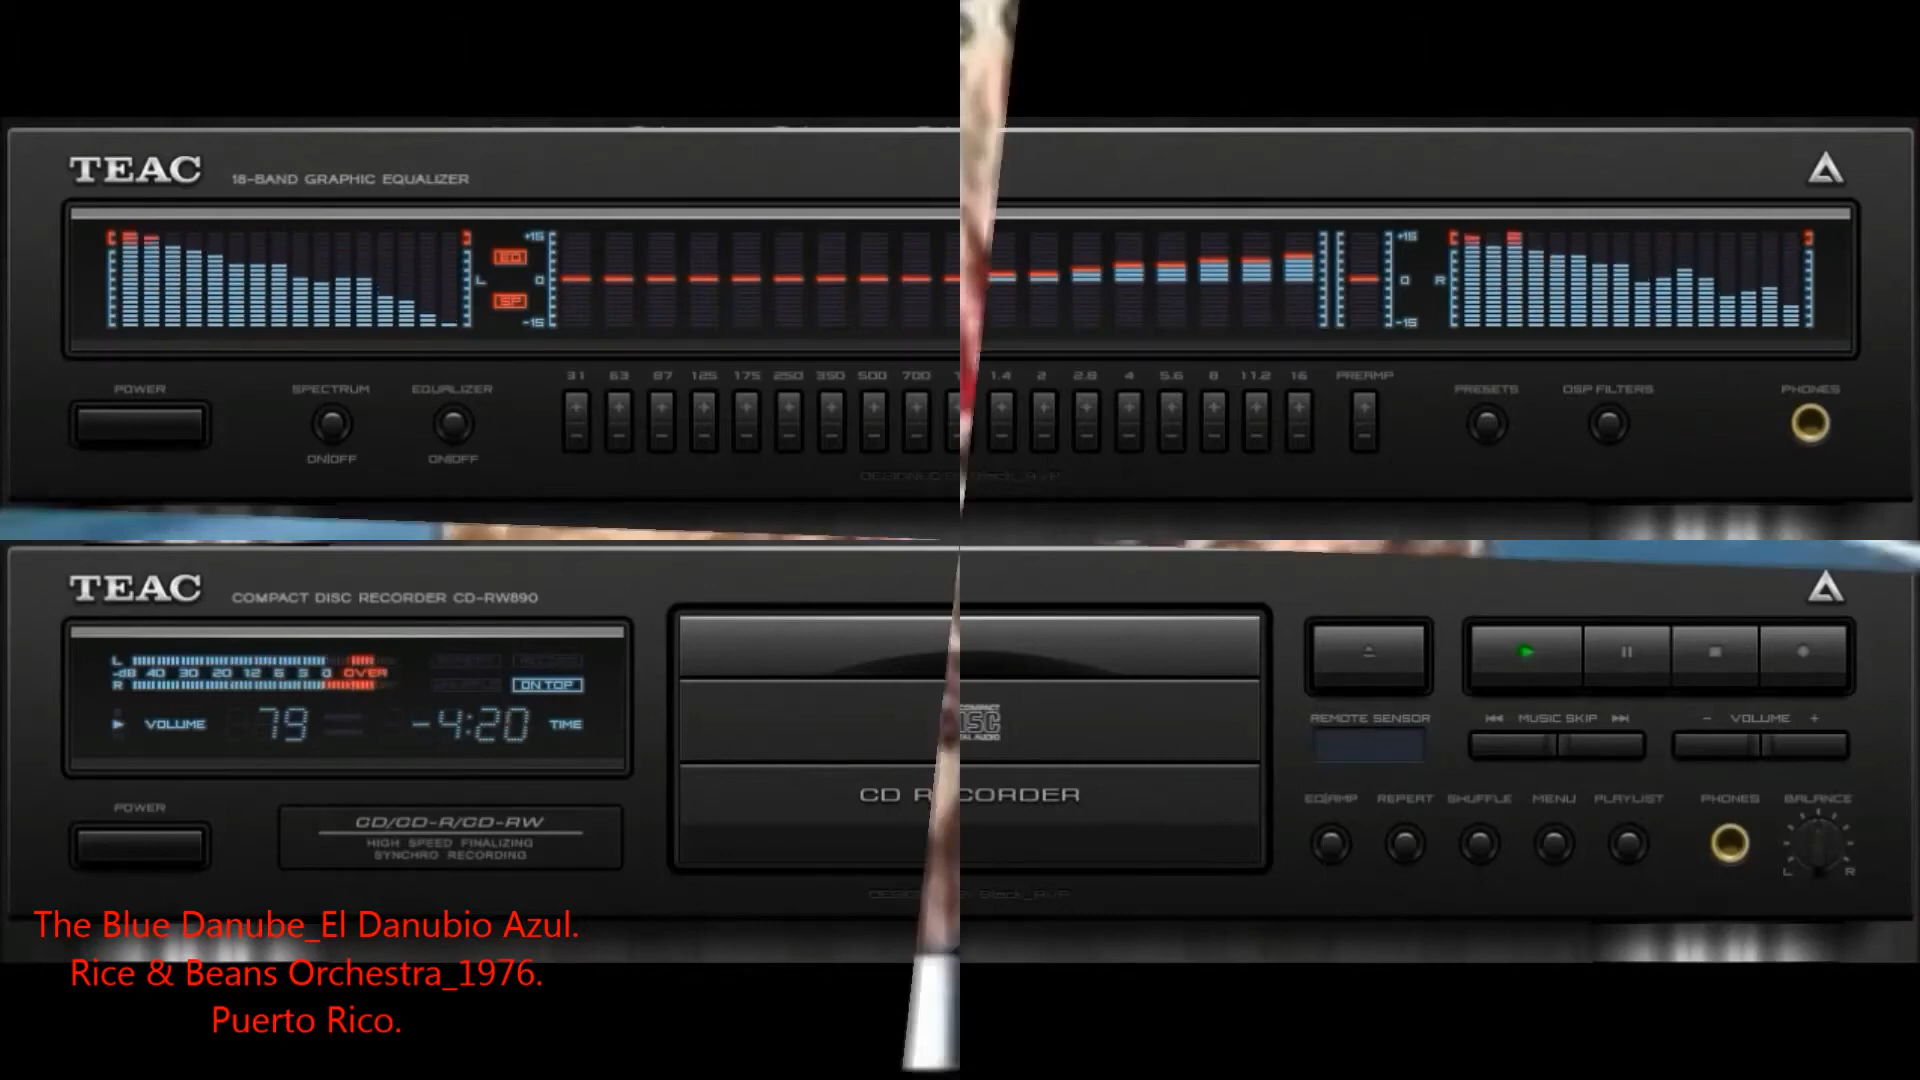 TEAC 18-BAND GRAPHIC EQUALIZER
+15 +15
EQ
L 0 0 R
SP
-15 -15
31 63 87 125 175 250 350 500 700 1.4 2 2.8 4 5.6 8 11.2 16 PREAMP
POWER SPECTRUM EQUALIZER PRESETS DSP FILTERS PHONES
+ + + + + + + + + + + + + + + + + + +
- - - - - - - - - - - - - - - - - - -
ON|OFF ON|OFF
TEAC COMPACT DISC RECORDER CD-RW890
L
-dB 40 30 20 12 6 3 0 OVER
R ON TOP
VOLUME 79 -4:20 TIME
DISC
CD R CORDER
REMOTE SENSOR MUSIC SKIP - VOLUME +
EQ|AMP REPEAT SHUFFLE MENU PLAYLIST PHONES BALANCE
L R
POWER
CD/CD-R/CD-RW
HIGH SPEED FINALIZING
SYNCHRO RECORDING
The Blue Danube_El Danubio Azul.
Rice & Beans Orchestra_1976.
Puerto Rico.